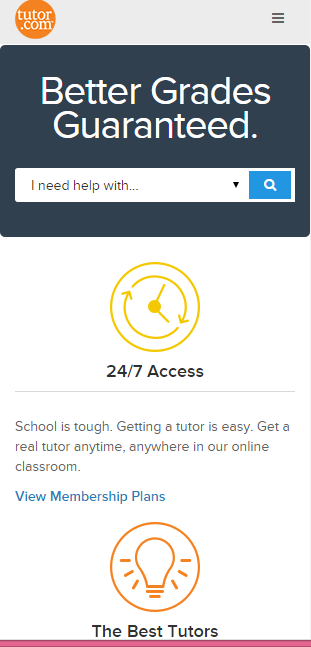 tutor
.com
Better Grades
Guaranteed.
I need help with...
24/7 Access
School is tough. Getting a tutor is easy. Get a
real tutor anytime, anywhere in our online
classroom.
View Membership Plans
The Best Tutors